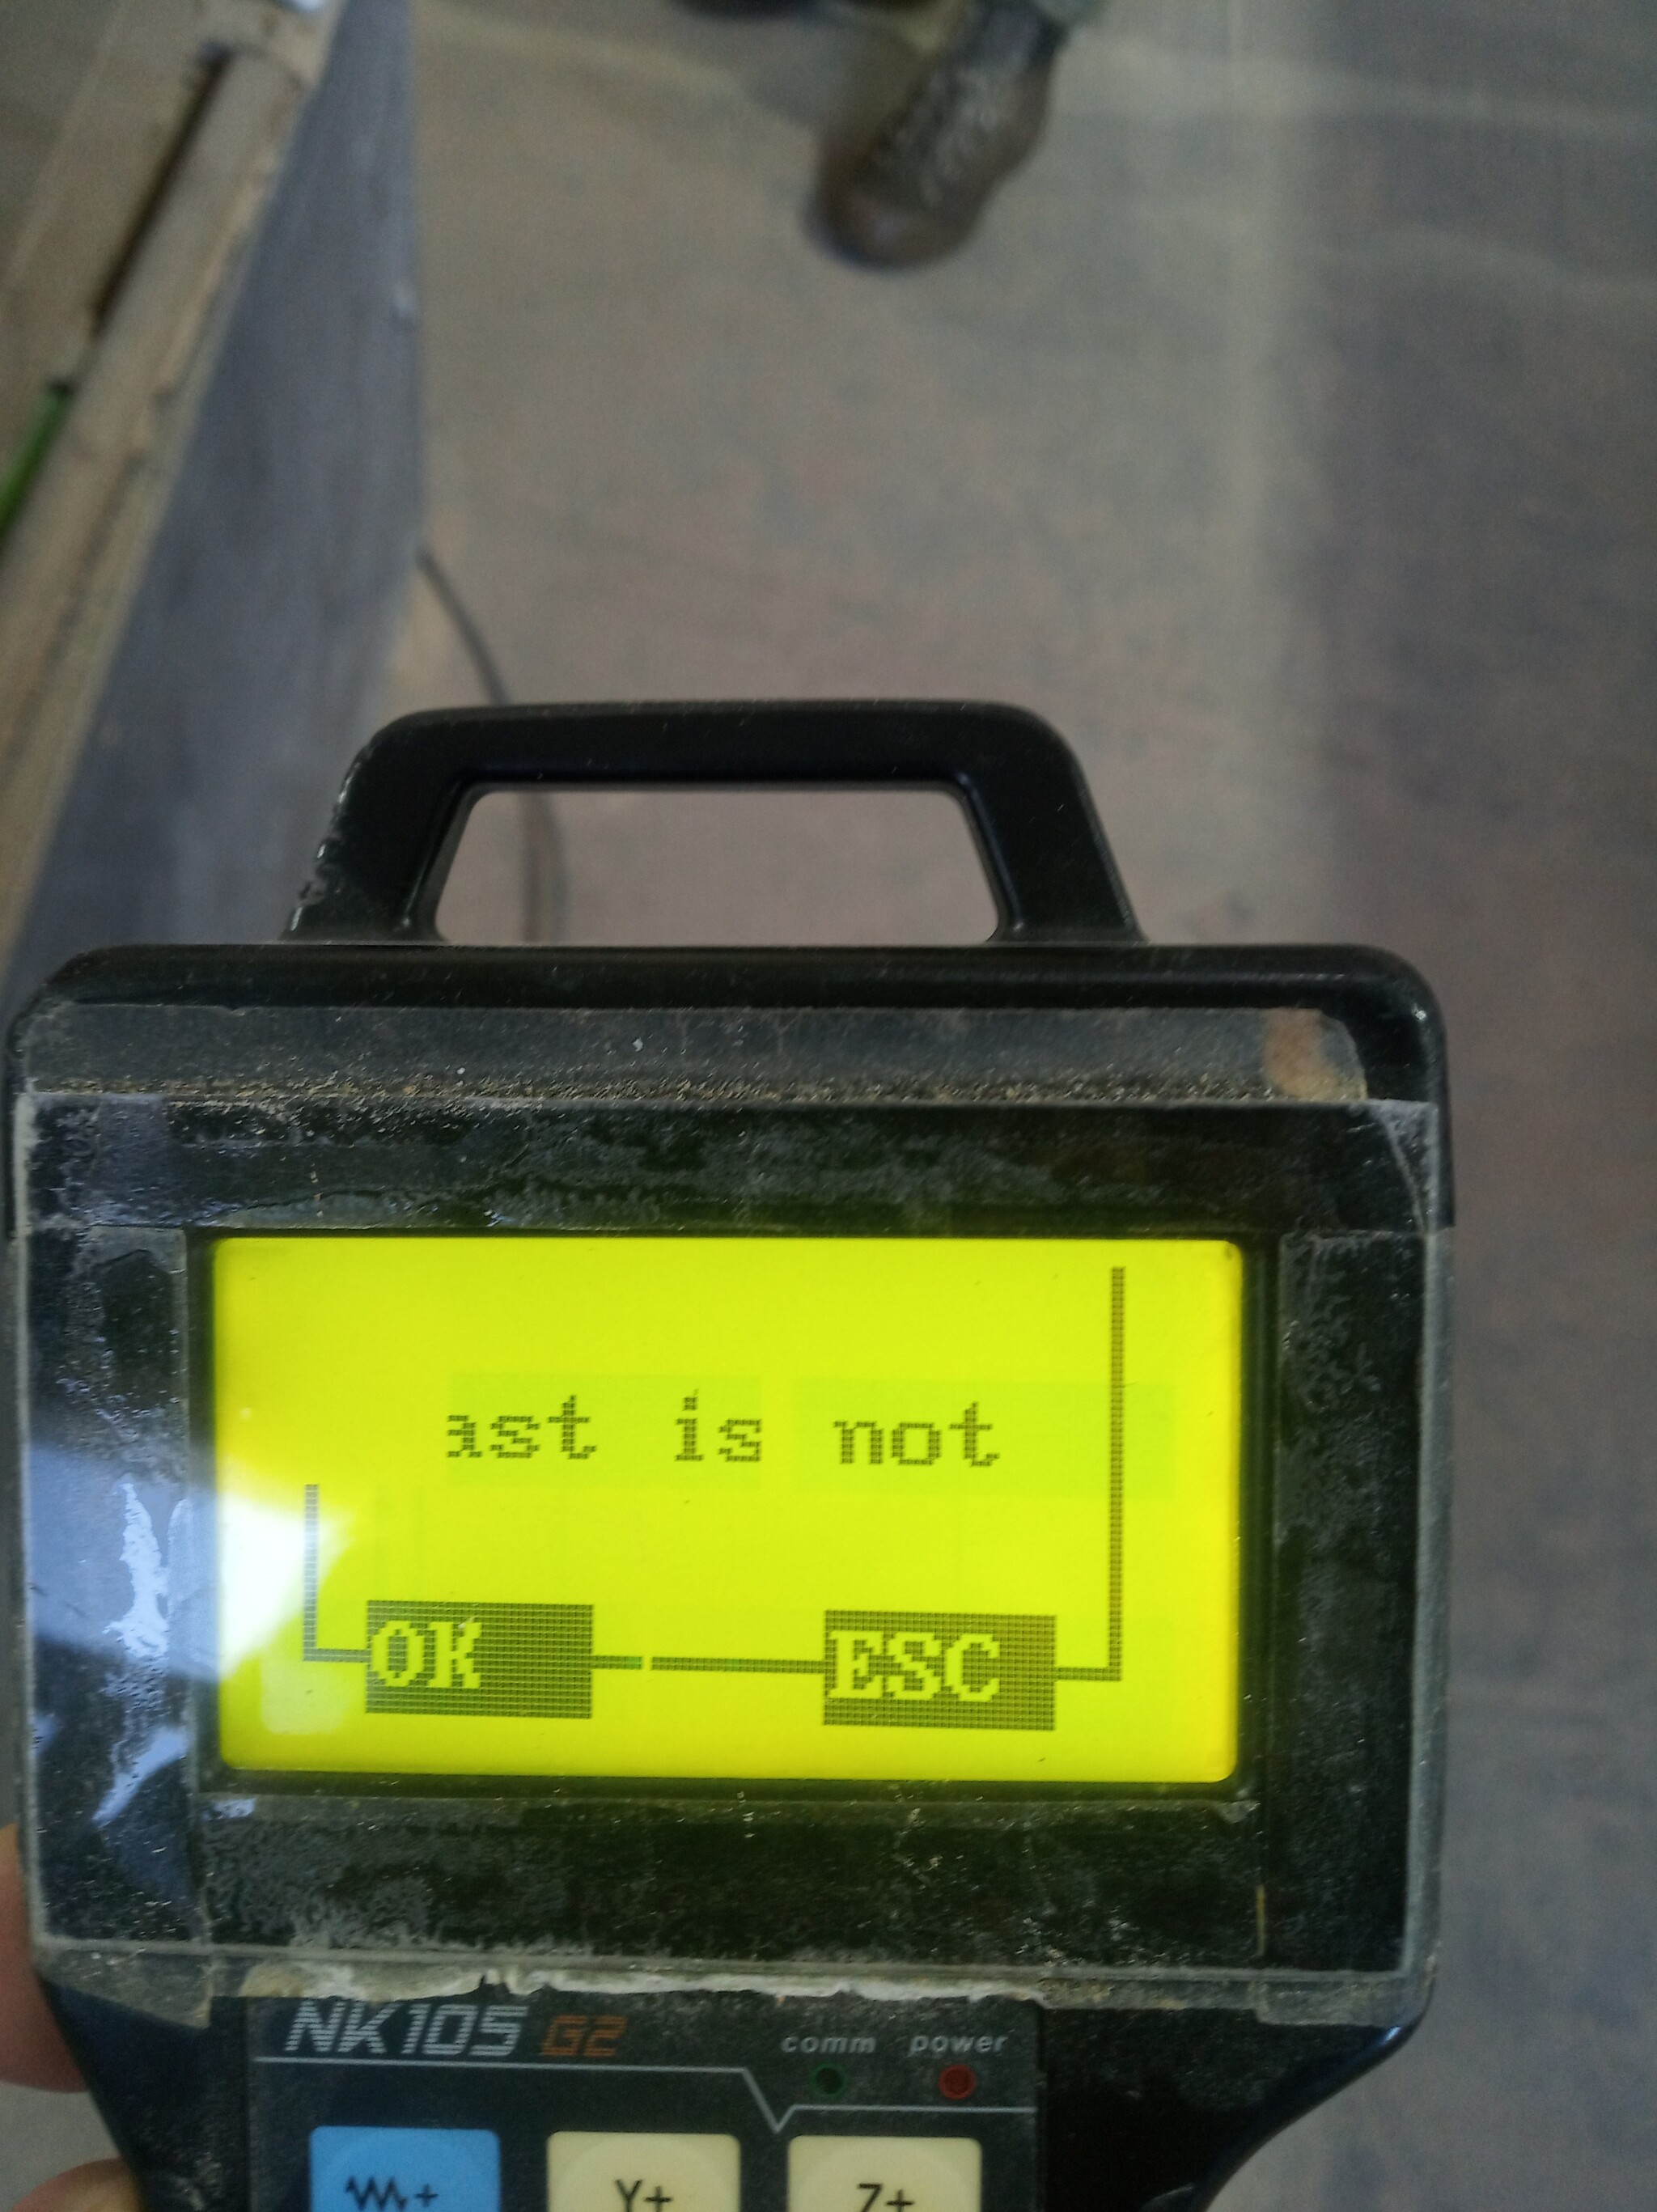 ast is not
OK ESC
NK105 G2
comm power
+ Y+ Z+